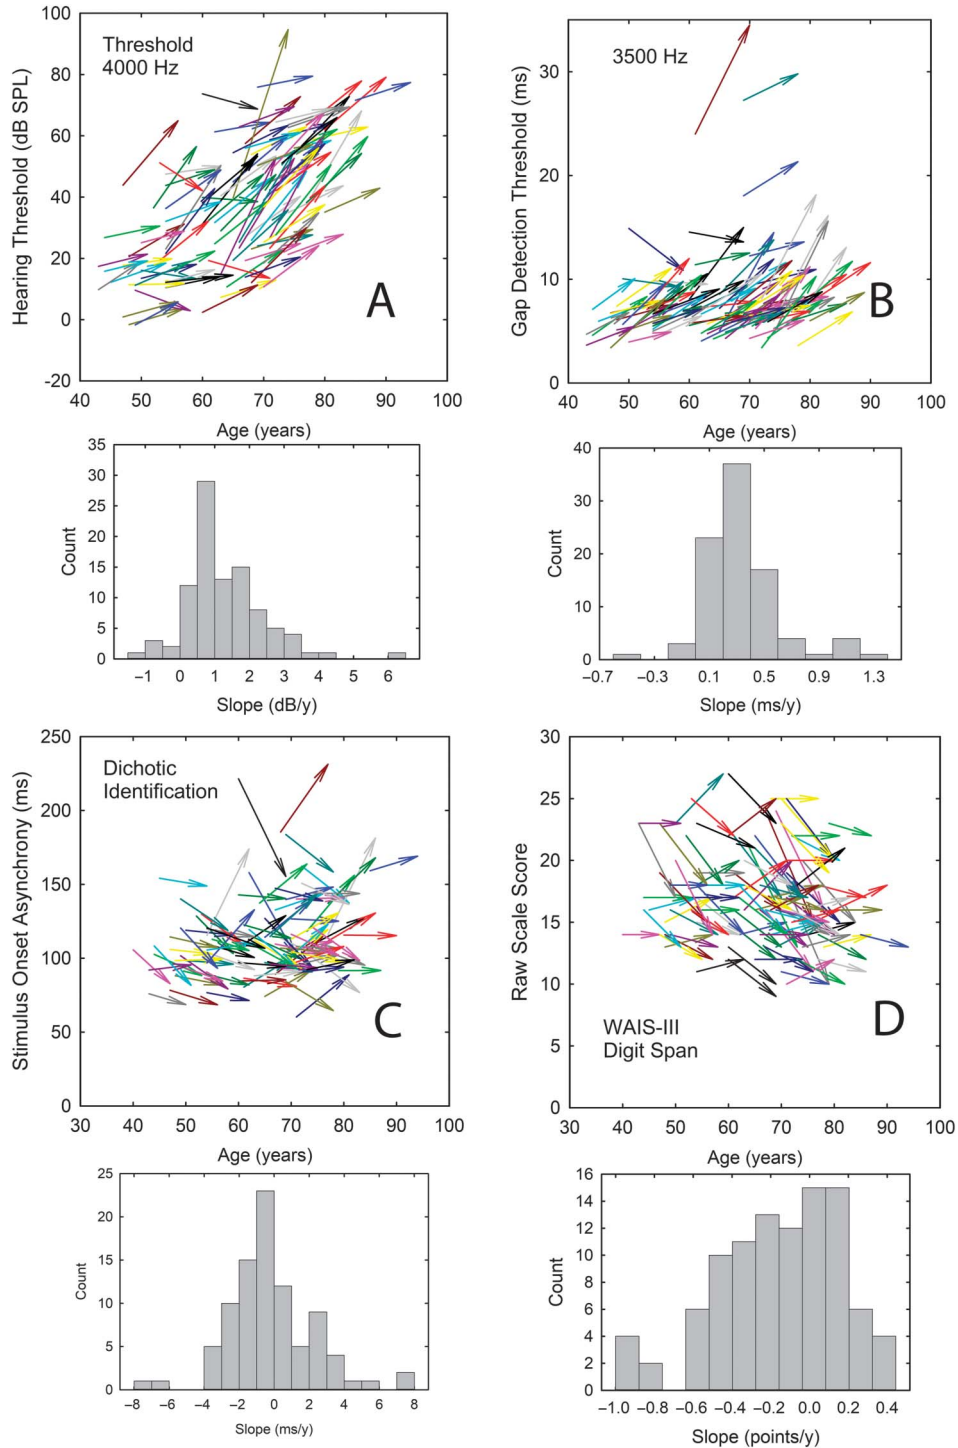 100
80
60
40
20
0
-20
Hearing Threshold (dB SPL)
Threshold
4000 Hz
A
40 50 60 70 80 90 100
Age (years)
30
20
10
0
Gap Detection Threshold (ms)
3500 Hz
B
40 50 60 70 80 90 100
Age (years)
35
30
25
20
15
10
5
0
Count
−1 0 1 2 3 4 5 6
Slope (dB/y)
40
30
20
10
0
Count
−0.7 −0.3 0.1 0.5 0.9 1.3
Slope (ms/y)
250
200
150
100
50
0
Stimulus Onset Asynchrony (ms)
Dichotic
Identification
C
30 40 50 60 70 80 90 100
Age (years)
30
25
20
15
10
5
0
Raw Scale Score
WAIS-III
Digit Span
D
30 40 50 60 70 80 90 100
Age (years)
25
20
15
10
5
0
Count
−8 −6 −4 −2 0 2 4 6 8
Slope (ms/y)
16
14
12
10
8
6
4
2
0
Count
−1.0 −0.8 −0.6 −0.4 −0.2 0.0 0.2 0.4
Slope (points/y)